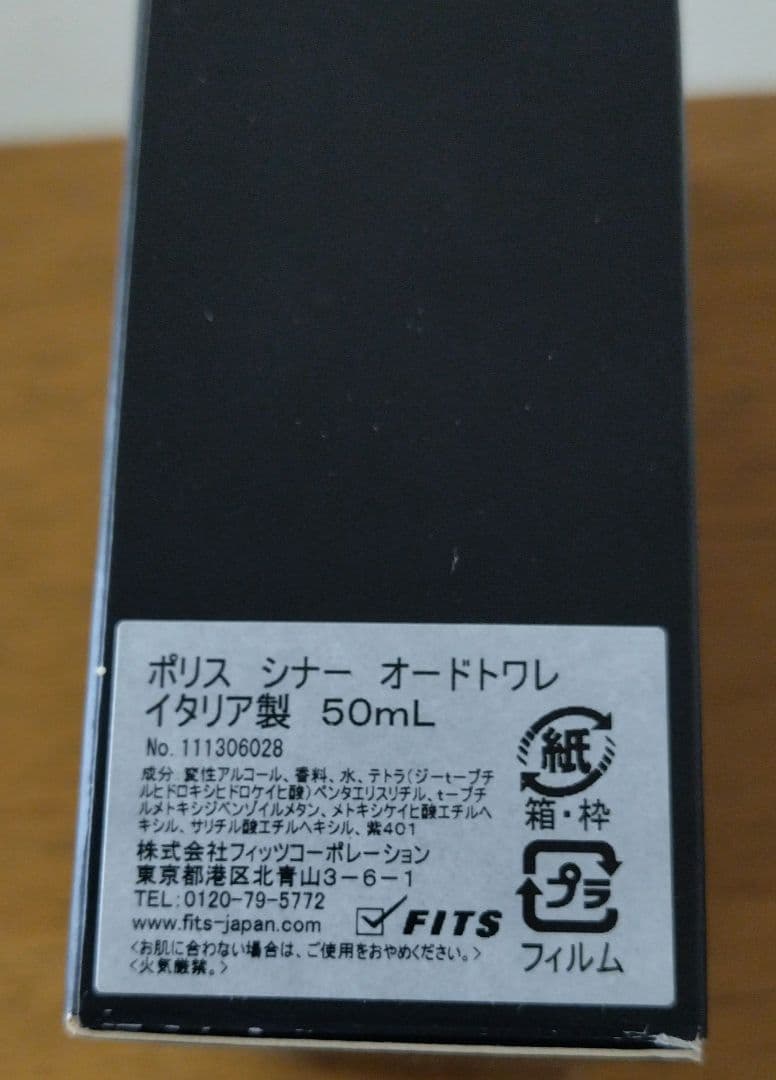 ポリス シナー オードトワレ
イタリア製 50mL
No.111306028
成分:変性アルコール、香料、水、テトラ(ジーtーブチ
ルヒドロキシヒドロケイヒ酸)ペンタエリスリチル、tーブチ
ルメトキシジベンゾイルメタン、メトキシケイヒ酸エチルヘ
キシル、サリチル酸エチルヘキシル、紫401
株式会社フィッツコーポレーション
東京都港区北青山3-6-1
TEL:0120-79-5772
www.fits-japan.com
FITS
<お肌に合わない場合は、ご使用をおやめください。>
<火気厳禁。>
紙
箱・枠
プラ
フィルム